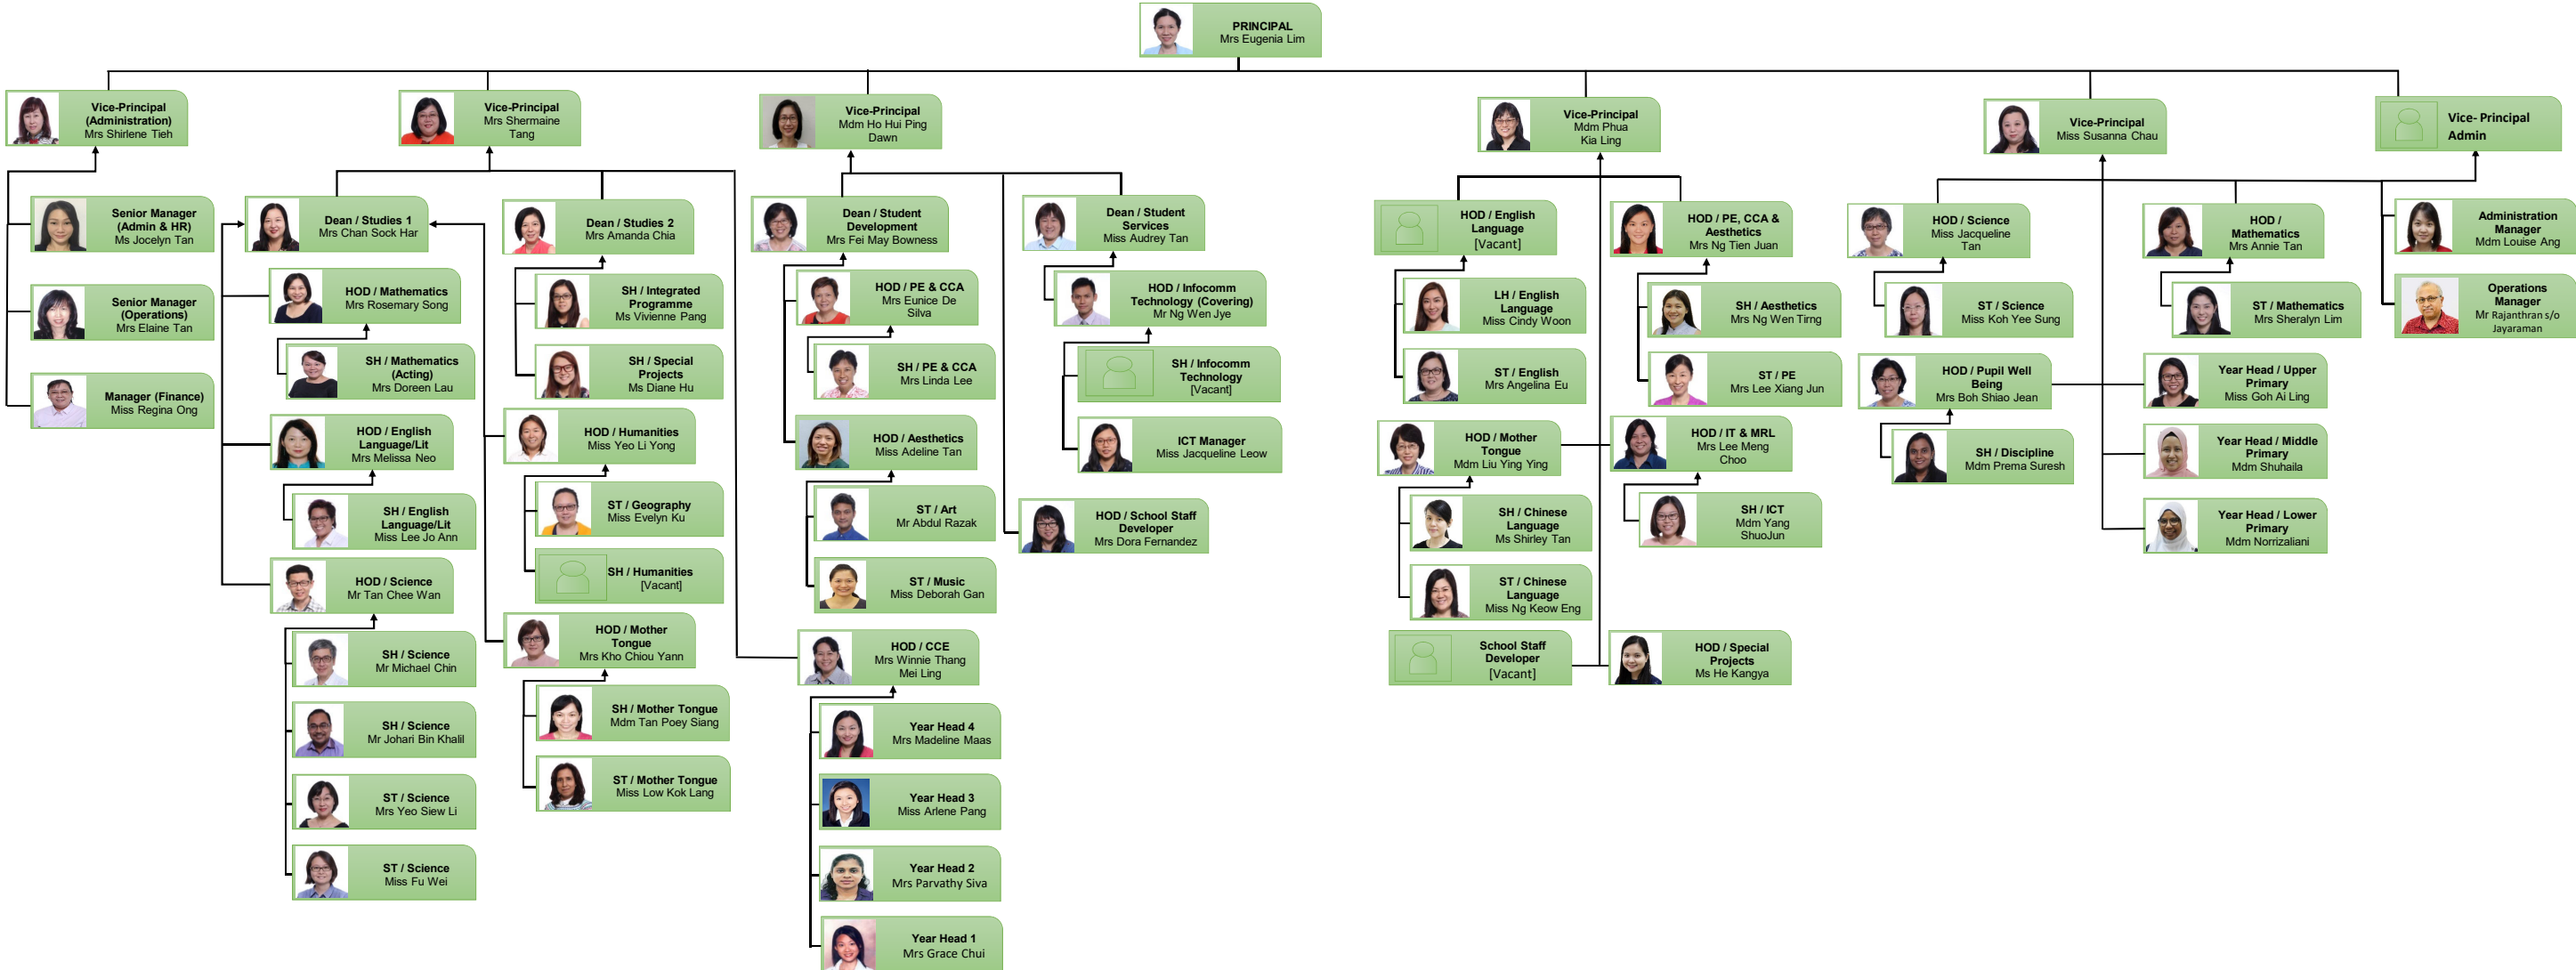 PRINCIPAL
Mrs Eugenia Lim
Vice-Principal
(Administration)
Mrs Shirlene Tieh
Vice-Principal
Mrs Shermaine
Tang
Vice-Principal
Mdm Ho Hui Ping
Dawn
Vice-Principal
Mdm Phua
Kia Ling
Vice-Principal
Miss Susanna Chau
Vice- Principal
Admin
Senior Manager
(Admin & HR)
Ms Jocelyn Tan
Senior Manager
(Operations)
Mrs Elaine Tan
Manager (Finance)
Miss Regina Ong
Dean / Studies 1
Mrs Chan Sock Har
HOD / Mathematics
Mrs Rosemary Song
SH / Mathematics
(Acting)
Mrs Doreen Lau
HOD / English
Language/Lit
Mrs Melissa Neo
SH / English
Language/Lit
Miss Lee Jo Ann
HOD / Science
Mr Tan Chee Wan
SH / Science
Mr Michael Chin
SH / Science
Mr Johari Bin Khalil
ST / Science
Mrs Yeo Siew Li
ST / Science
Miss Fu Wei
Dean / Studies 2
Mrs Amanda Chia
SH / Integrated
Programme
Ms Vivienne Pang
SH / Special
Projects
Ms Diane Hu
HOD / Humanities
Miss Yeo Li Yong
ST / Geography
Miss Evelyn Ku
SH / Humanities
[Vacant]
HOD / Mother
Tongue
Mrs Kho Chiou Yann
SH / Mother Tongue
Mdm Tan Poey Siang
ST / Mother Tongue
Miss Low Kok Lang
Dean / Student
Development
Mrs Fei May Bowness
HOD / PE & CCA
Mrs Eunice De
Silva
SH / PE & CCA
Mrs Linda Lee
HOD / Aesthetics
Miss Adeline Tan
ST / Art
Mr Abdul Razak
ST / Music
Miss Deborah Gan
HOD / CCE
Mrs Winnie Thang
Mei Ling
Year Head 4
Mrs Madeline Maas
Year Head 3
Miss Arlene Pang
Year Head 2
Mrs Parvathy Siva
Year Head 1
Mrs Grace Chui
Dean / Student
Services
Miss Audrey Tan
HOD / Infocomm
Technology (Covering)
Mr Ng Wen Jye
SH / Infocomm
Technology
[Vacant]
ICT Manager
Miss Jacqueline Leow
HOD / School Staff
Developer
Mrs Dora Fernandez
HOD / English
Language
[Vacant]
LH / English
Language
Miss Cindy Woon
ST / English
Mrs Angelina Eu
HOD / Mother
Tongue
Mdm Liu Ying Ying
SH / Chinese
Language
Ms Shirley Tan
ST / Chinese
Language
Miss Ng Keow Eng
School Staff
Developer
[Vacant]
HOD / PE, CCA &
Aesthetics
Mrs Ng Tien Juan
SH / Aesthetics
Mrs Ng Wen Tirng
ST / PE
Mrs Lee Xiang Jun
HOD / IT & MRL
Mrs Lee Meng
Choo
SH / ICT
Mdm Yang
ShuoJun
HOD / Special
Projects
Ms He Kangya
HOD / Science
Miss Jacqueline
Tan
ST / Science
Miss Koh Yee Sung
HOD / Pupil Well
Being
Mrs Boh Shiao Jean
SH / Discipline
Mdm Prema Suresh
HOD /
Mathematics
Mrs Annie Tan
ST / Mathematics
Mrs Sheralyn Lim
Year Head / Upper
Primary
Miss Goh Ai Ling
Year Head / Middle
Primary
Mdm Shuhaila
Year Head / Lower
Primary
Mdm Norrizaliani
Administration
Manager
Mdm Louise Ang
Operations
Manager
Mr Rajanthran s/o
Jayaraman